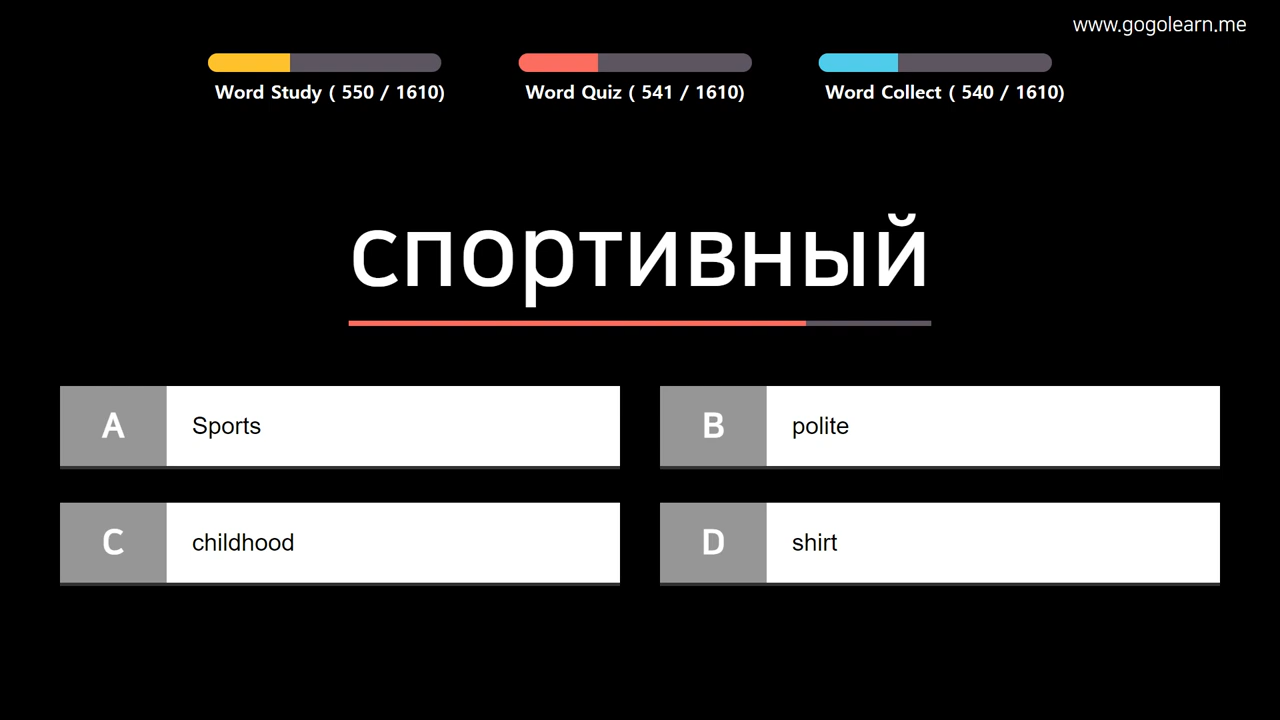 www.gogolearn.me
Word Study ( 550 / 1610)
Word Quiz ( 541 / 1610)
Word Collect ( 540 / 1610)
спортивный
A Sports
B polite
C childhood
D shirt